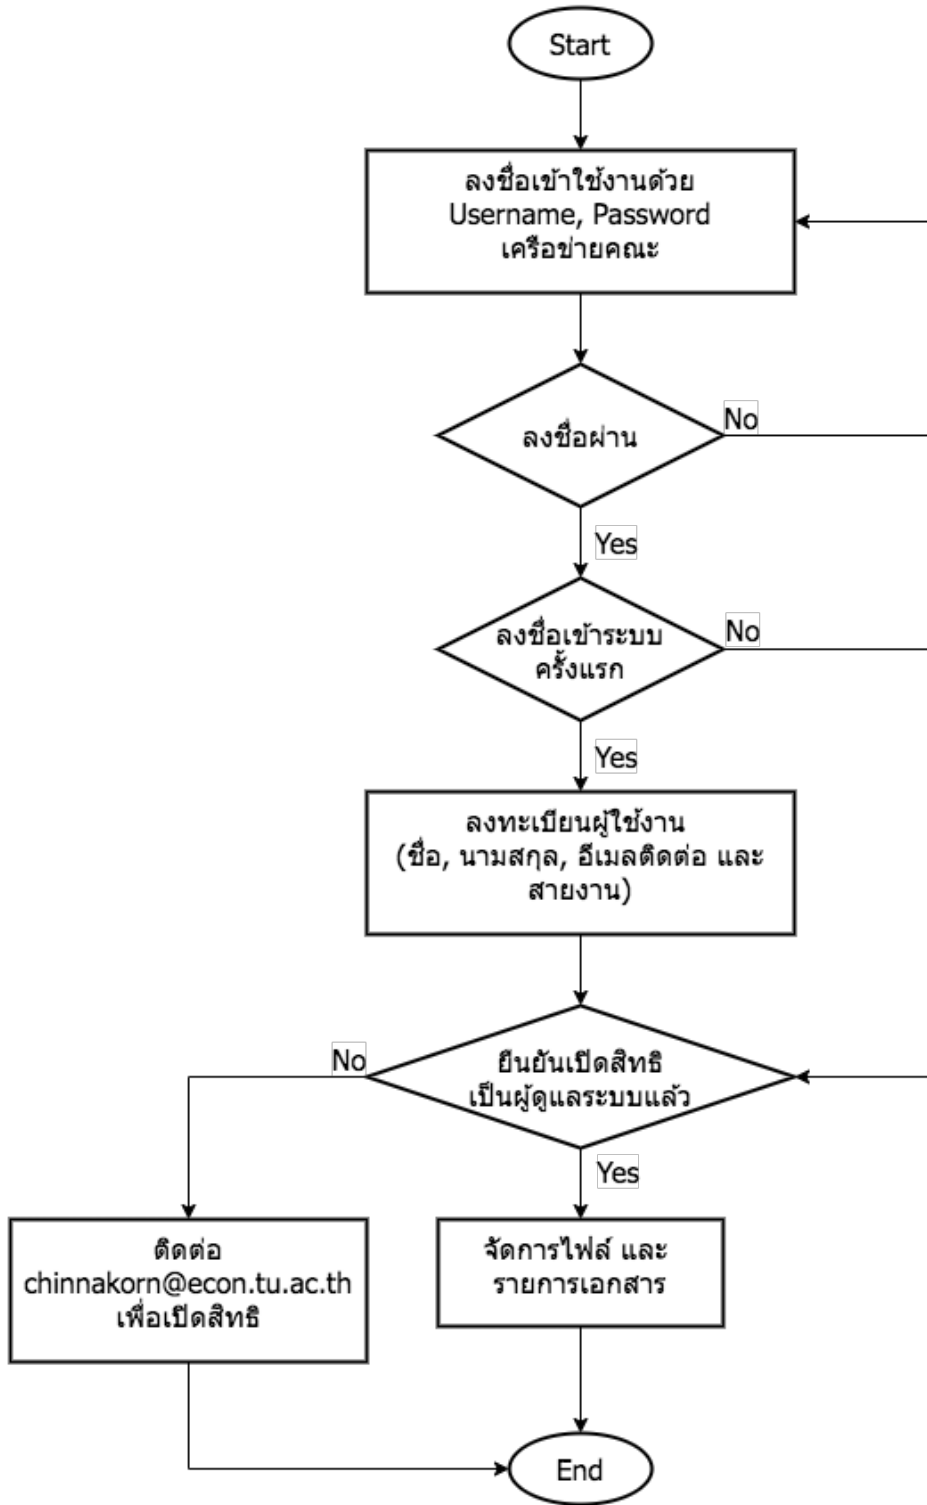 Start
ลงชื่อเข้าใช้งานด้วย
Username, Password
เครือข่ายคณะ
ลงชื่อผ่าน
No
Yes
ลงชื่อเข้าระบบ
ครั้งแรก
No
Yes
ลงทะเบียนผู้ใช้งาน
(ชื่อ, นามสกุล, อีเมลติดต่อ และ
สายงาน)
ยืนยันเปิดสิทธิ
เป็นผู้ดูแลระบบแล้ว
No
Yes
ติดต่อ
chinnakorn@econ.tu.ac.th
เพื่อเปิดสิทธิ
จัดการไฟล์ และ
รายการเอกสาร
End